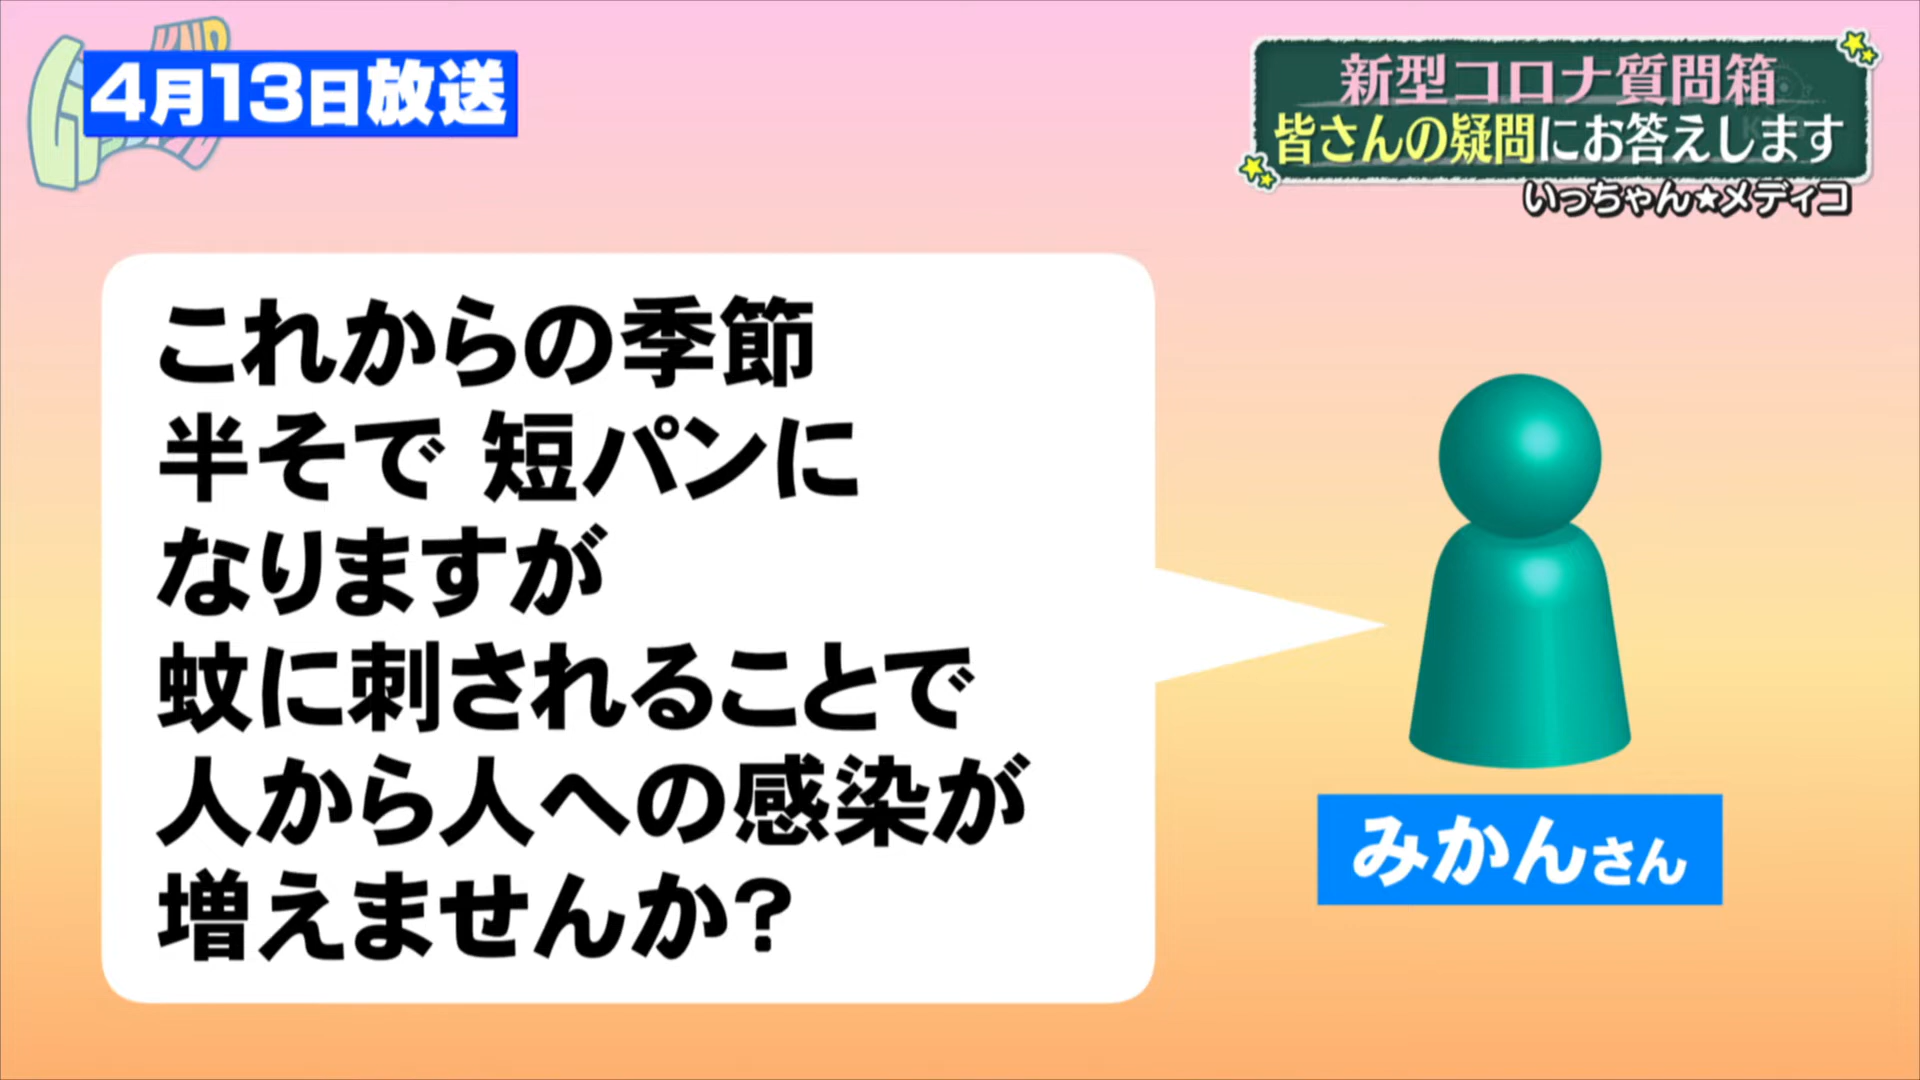 4月13日放送
新型コロナ質問箱
皆さんの疑問にお答えします
いっちゃん★メディコ
これからの季節
半そで 短パンに
なりますが
蚊に刺されることで
人から人への感染が
増えませんか?
みかんさん